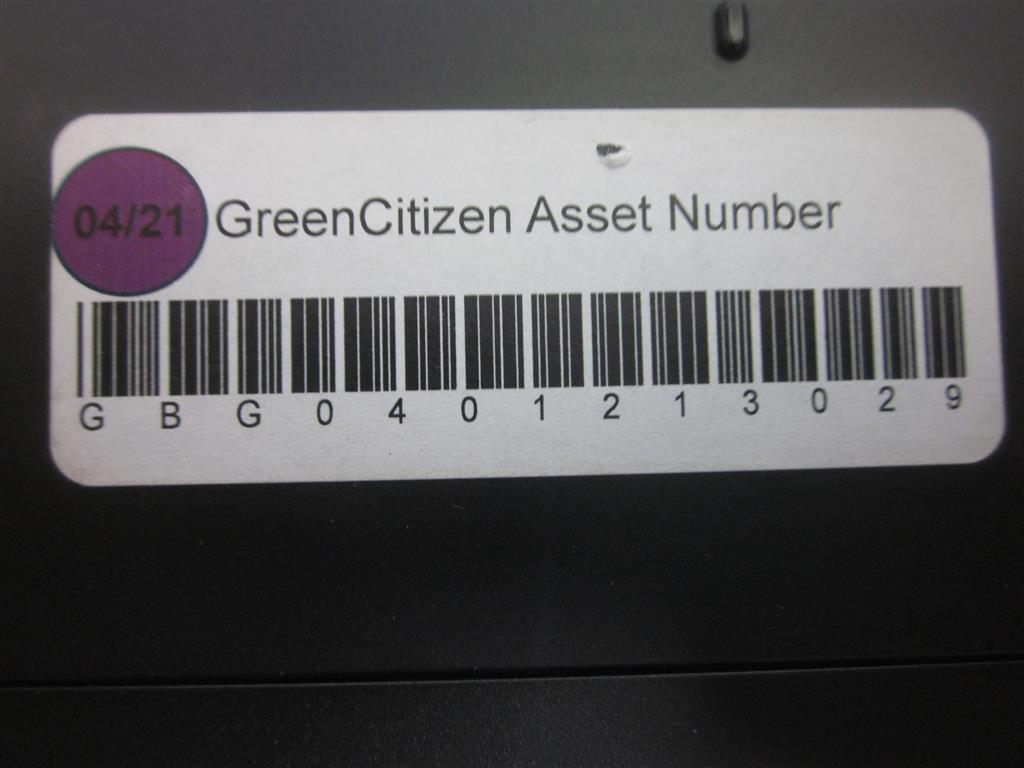 04/21 GreenCitizen Asset Number
G B G 0 4 0 1 2 1 3 0 2 9